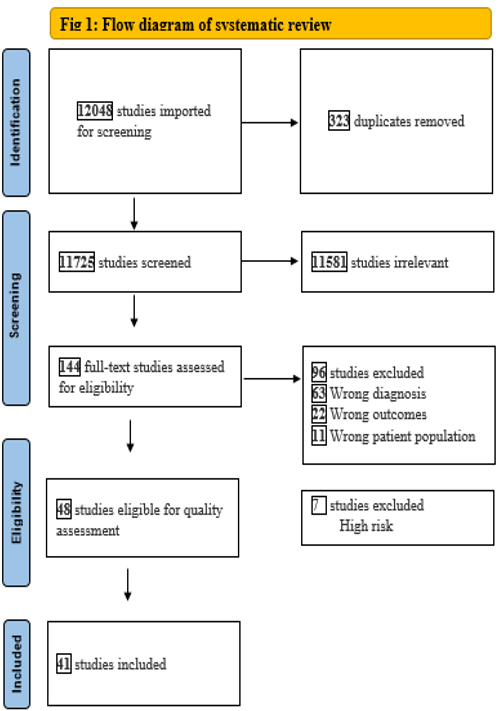 Fig 1: Flow diagram of systematic review
Identification
12048 studies imported
for screening
323 duplicates removed
Screening
11725 studies screened
11581 studies irrelevant
144 full-text studies assessed
for eligibility
96 studies excluded
63 Wrong diagnosis
22 Wrong outcomes
11 Wrong patient population
Eligibility
48 studies eligible for quality
assessment
7 studies excluded
High risk
Included
41 studies included